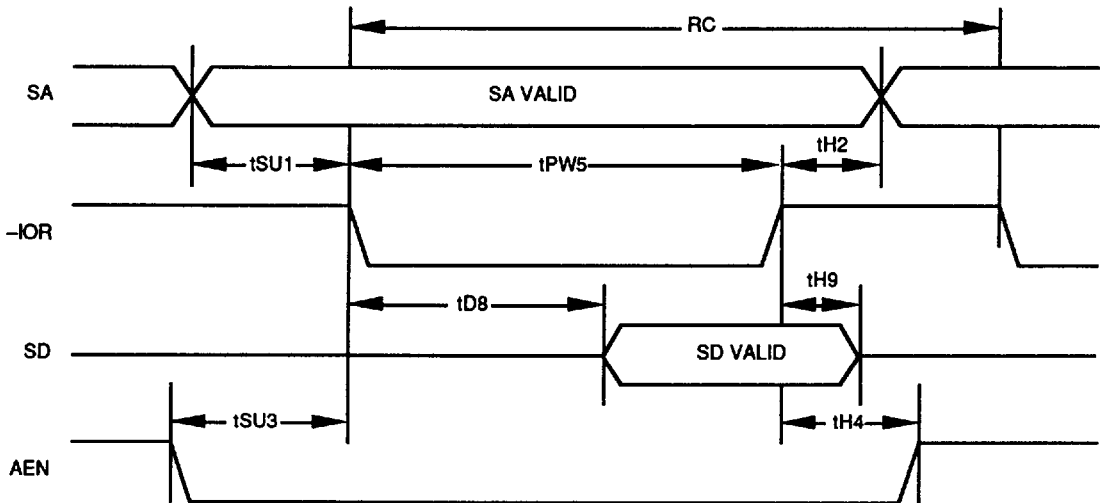 RC
SA
SA VALID
tSU1
tPW5
tH2
–IOR
tD8
tH9
SD
SD VALID
tSU3
tH4
AEN